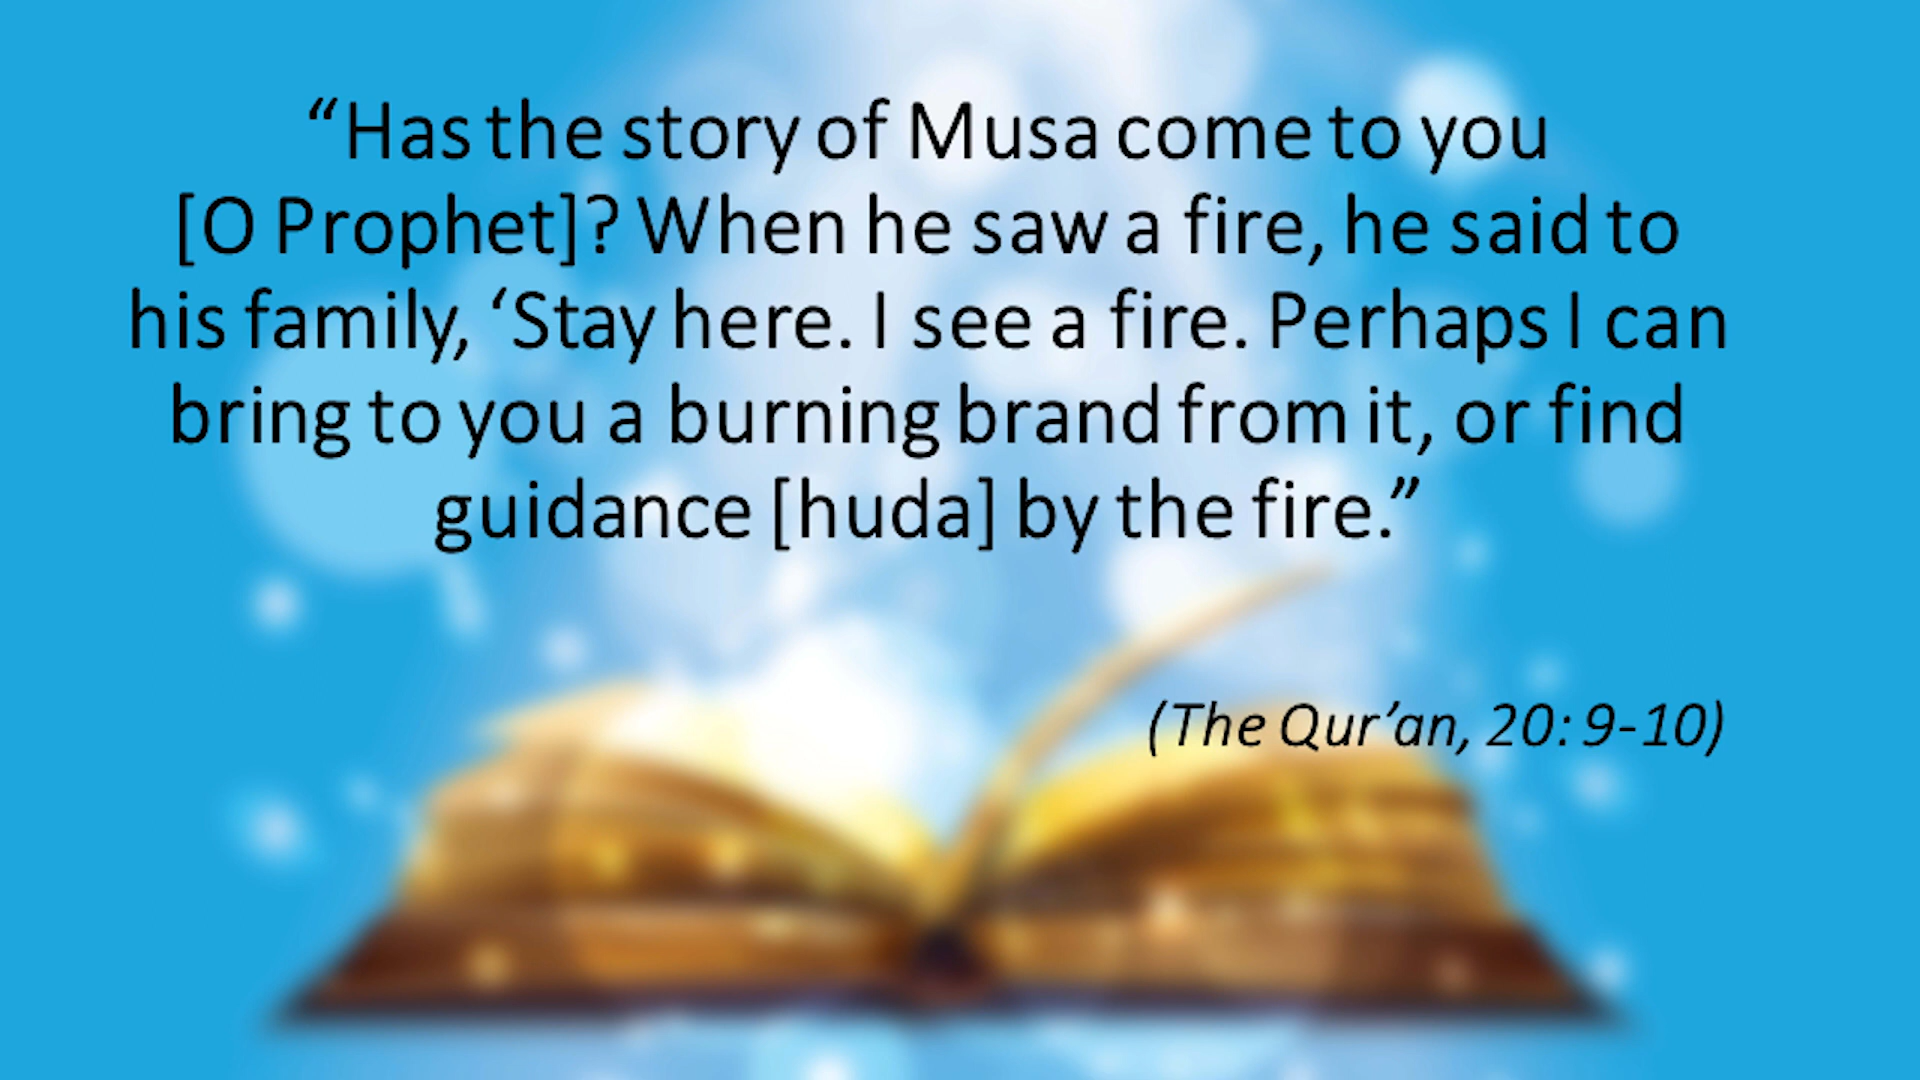 “Has the story of Musa come to you
[O Prophet]? When he saw a fire, he said to
his family, ‘Stay here. I see a fire. Perhaps I can
bring to you a burning brand from it, or find
guidance [huda] by the fire.”
(The Qur’an, 20: 9-10)